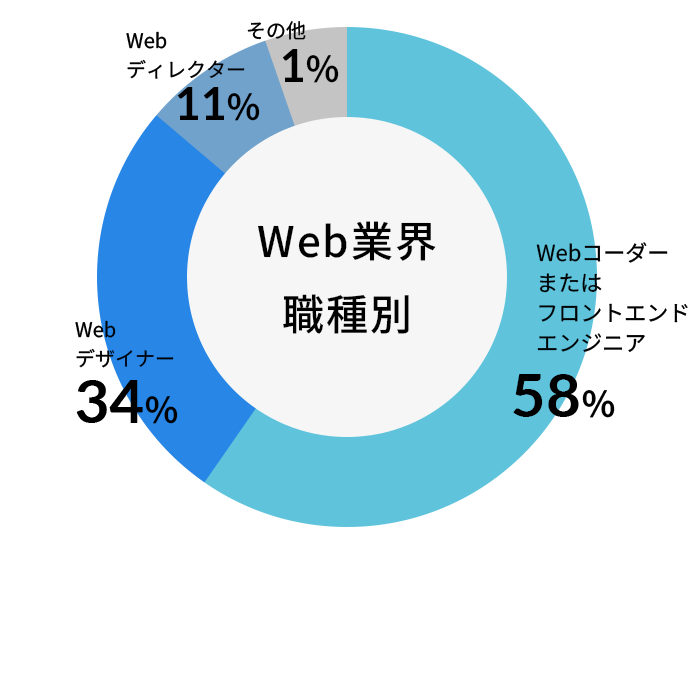 その他
1%
Web
ディレクター
11%
Web業界
職種別
Webコーダー
または
フロントエンド
エンジニア
58%
Web
デザイナー
34%